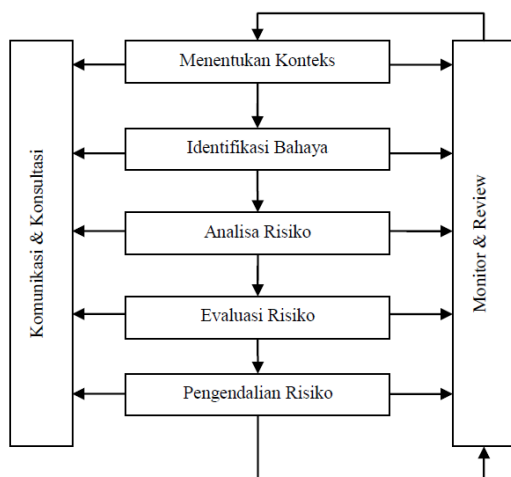 Menentukan Konteks
Identifikasi Bahaya
Analisa Risiko
Evaluasi Risiko
Pengendalian Risiko
Komunikasi & Konsultasi
Monitor & Review